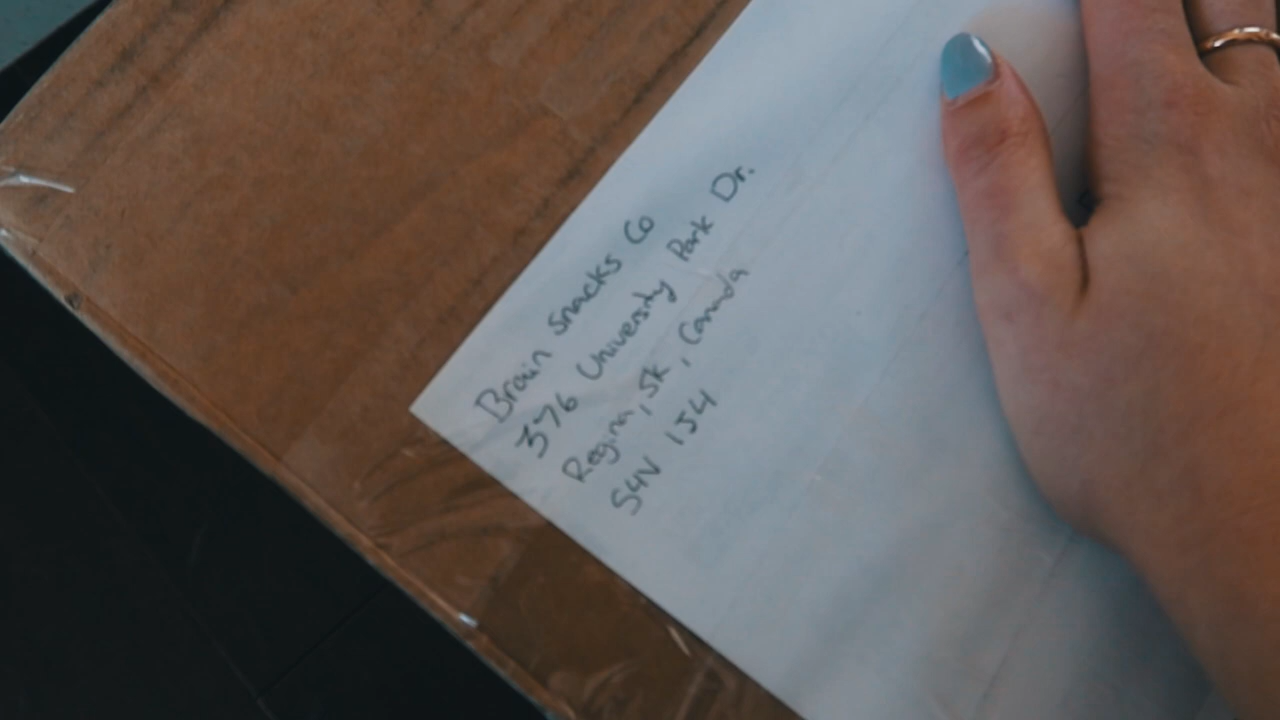 Brain Snacks Co
376 University Park Dr.
Regina, SK, Canada
S4V 1S4